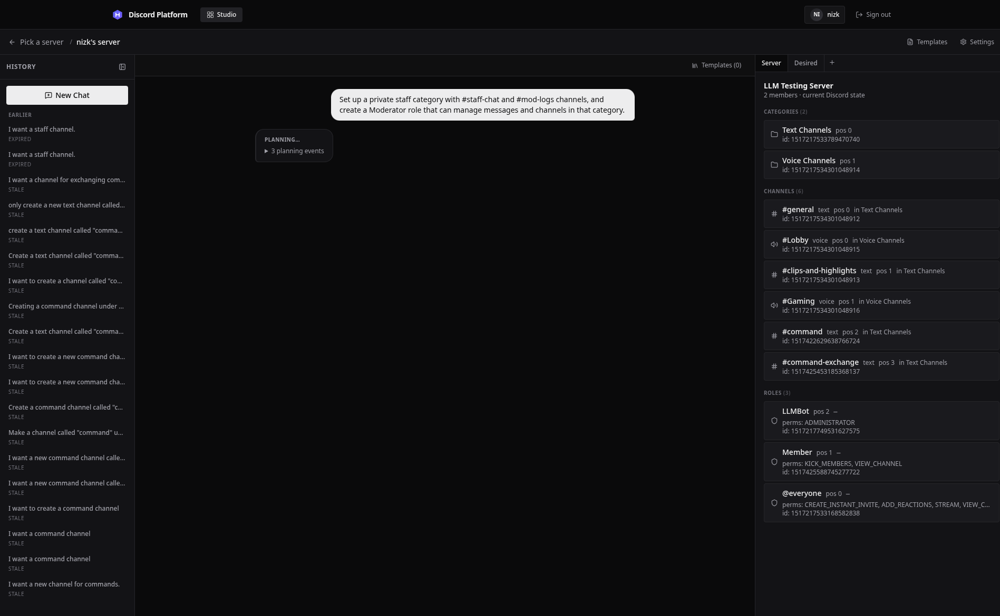 Discord Platform
Studio
NI nizk
Sign out
Pick a server / nizk's server
Templates
Settings
HISTORY
New Chat
EARLIER
I want a staff channel.
EXPIRED
I want a staff channel.
EXPIRED
I want a channel for exchanging com...
STALE
only create a new text channel called...
STALE
create a text channel called "comma...
STALE
Create a text channel called "comma...
STALE
I want to create a channel called "co...
STALE
Creating a command channel under ...
STALE
Create a text channel called "comma...
STALE
I want to create a new command cha...
STALE
I want to create a new command cha...
STALE
Create a command channel called "c...
STALE
Make a channel called "command" u...
STALE
I want a new command channel calle...
STALE
I want a new command channel calle...
STALE
I want to create a command channel
STALE
I want a command channel
STALE
I want a command channel
STALE
I want a new channel for commands.
STALE
Templates (0)
Set up a private staff category with #staff-chat and #mod-logs channels, and
create a Moderator role that can manage messages and channels in that category.
PLANNING...
3 planning events
Server
Desired
+
LLM Testing Server
2 members · current Discord state
CATEGORIES (2)
Text Channels pos 0
id: 1517217533789470740
Voice Channels pos 1
id: 1517217534301048914
CHANNELS (6)
#general text pos 0 in Text Channels
id: 1517217534301048912
#Lobby voice pos 0 in Voice Channels
id: 1517217534301048915
#clips-and-highlights text pos 1 in Text Channels
id: 1517217534301048913
#Gaming voice pos 1 in Voice Channels
id: 1517217534301048916
#command text pos 2 in Text Channels
id: 1517422629638766724
#command-exchange text pos 3 in Text Channels
id: 1517425453185368137
ROLES (3)
LLMBot pos 2 —
perms: ADMINISTRATOR
id: 1517217749531627575
Member pos 1 —
perms: KICK_MEMBERS, VIEW_CHANNEL
id: 1517425588745277722
@everyone pos 0 —
perms: CREATE_INSTANT_INVITE, ADD_REACTIONS, STREAM, VIEW_C...
id: 1517217533168582838